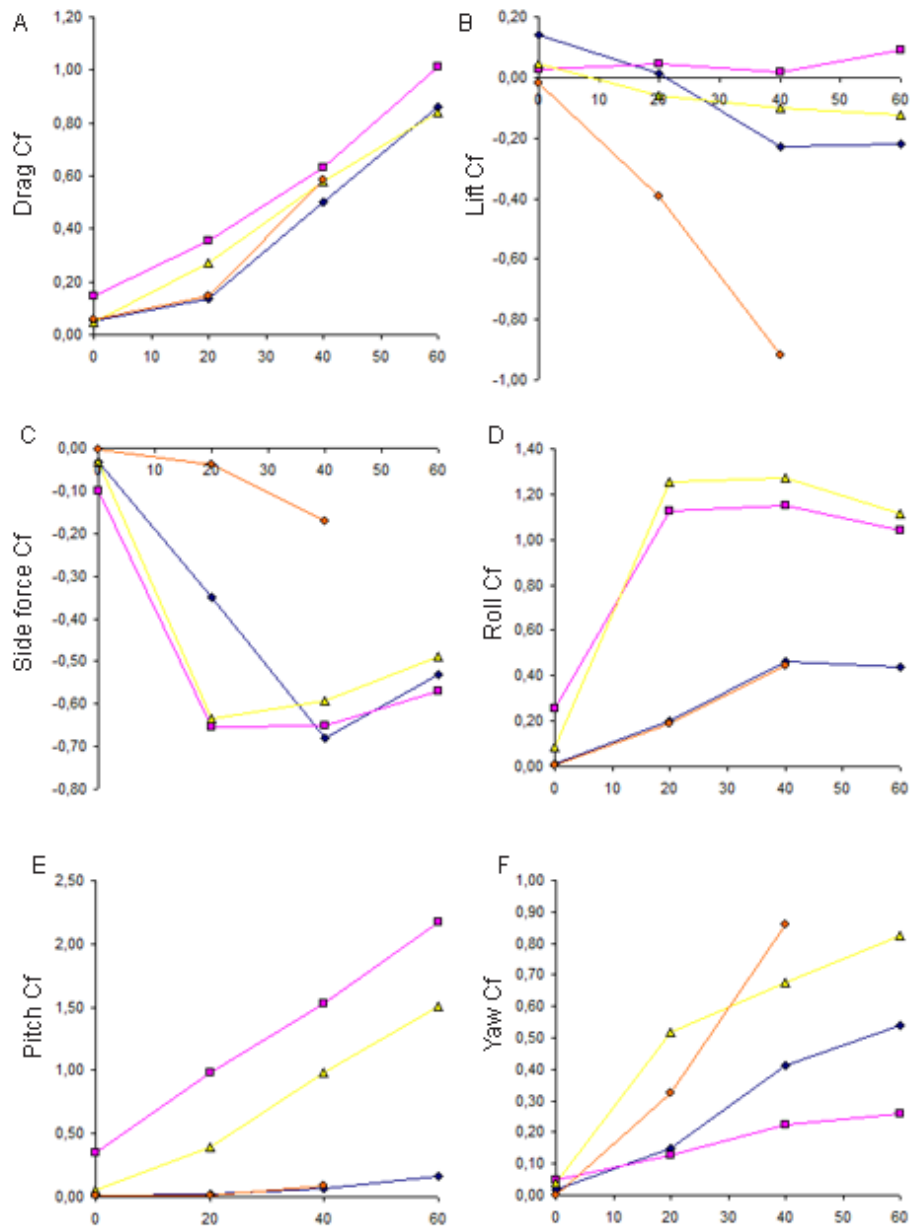 A
Drag Cf
1,20
1,00
0,80
0,60
0,40
0,20
0,00
0 10 20 30 40 50 60
B
Lift Cf
0,20
0,00
-0,20
-0,40
-0,60
-0,80
-1,00
0 10 20 30 40 50 60
C
Side force Cf
0,00
-0,10
-0,20
-0,30
-0,40
-0,50
-0,60
-0,70
-0,80
0 10 20 30 40 50 60
D
Roll Cf
1,40
1,20
1,00
0,80
0,60
0,40
0,20
0,00
0 10 20 30 40 50 60
E
Pitch Cf
2,50
2,00
1,50
1,00
0,50
0,00
0 10 20 30 40 50 60
F
Yaw Cf
1,00
0,90
0,80
0,70
0,60
0,50
0,40
0,30
0,20
0,10
0,00
0 10 20 30 40 50 60